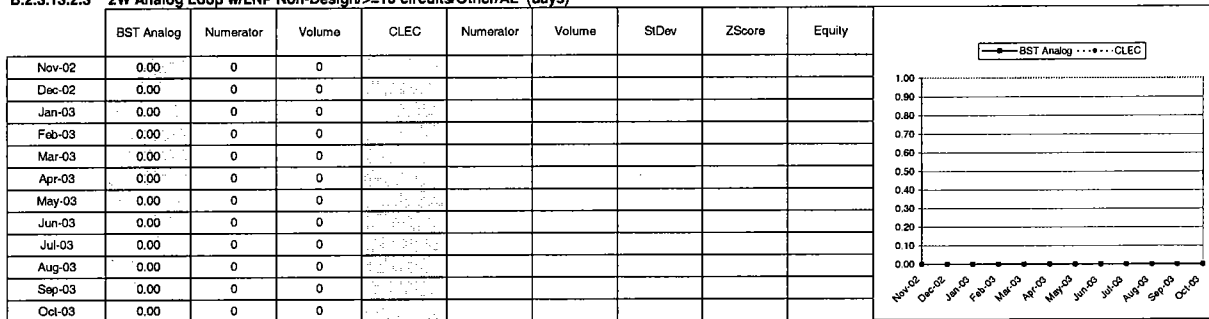 B.2.3.13.2.3 2W Analog Loop w/LNP Non-Design/>=10 circuits/Other/AL (days)
BST Analog Numerator Volume CLEC Numerator Volume StDev ZScore Equity
Nov-02 0.00 0 0
Dec-02 0.00 0 0
Jan-03 0.00 0 0
Feb-03 0.00 0 0
Mar-03 0.00 0 0
Apr-03 0.00 0 0
May-03 0.00 0 0
Jun-03 0.00 0 0
Jul-03 0.00 0 0
Aug-03 0.00 0 0
Sep-03 0.00 0 0
Oct-03 0.00 0 0
BST Analog CLEC
1.00
0.90
0.80
0.70
0.60
0.50
0.40
0.30
0.20
0.10
0.00
Nov-02 Dec-02 Jan-03 Feb-03 Mar-03 Apr-03 May-03 Jun-03 Jul-03 Aug-03 Sep-03 Oct-03